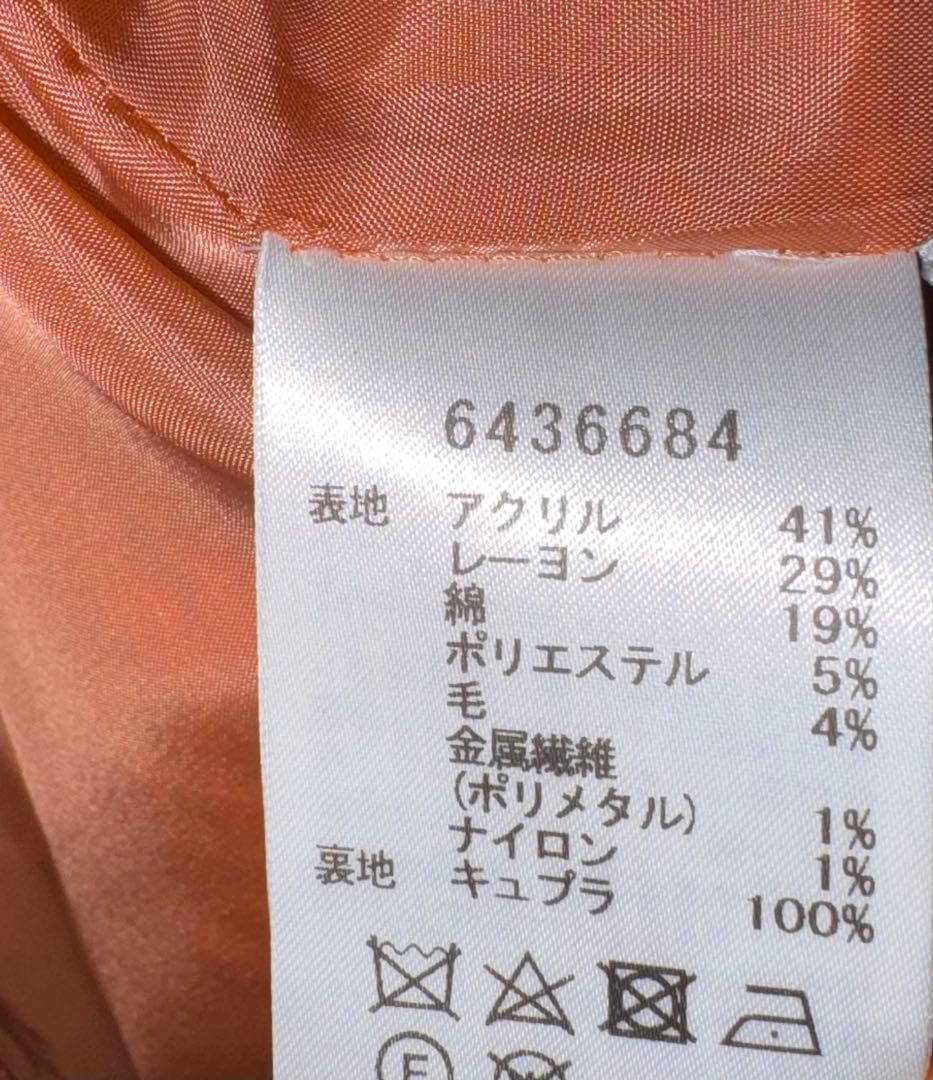 6436684
表地 アクリル 41%
レーヨン 29%
綿 19%
ポリエステル 5%
毛 4%
金属繊維
(ポリメタル) 1%
ナイロン 1%
裏地 キュプラ 100%
F